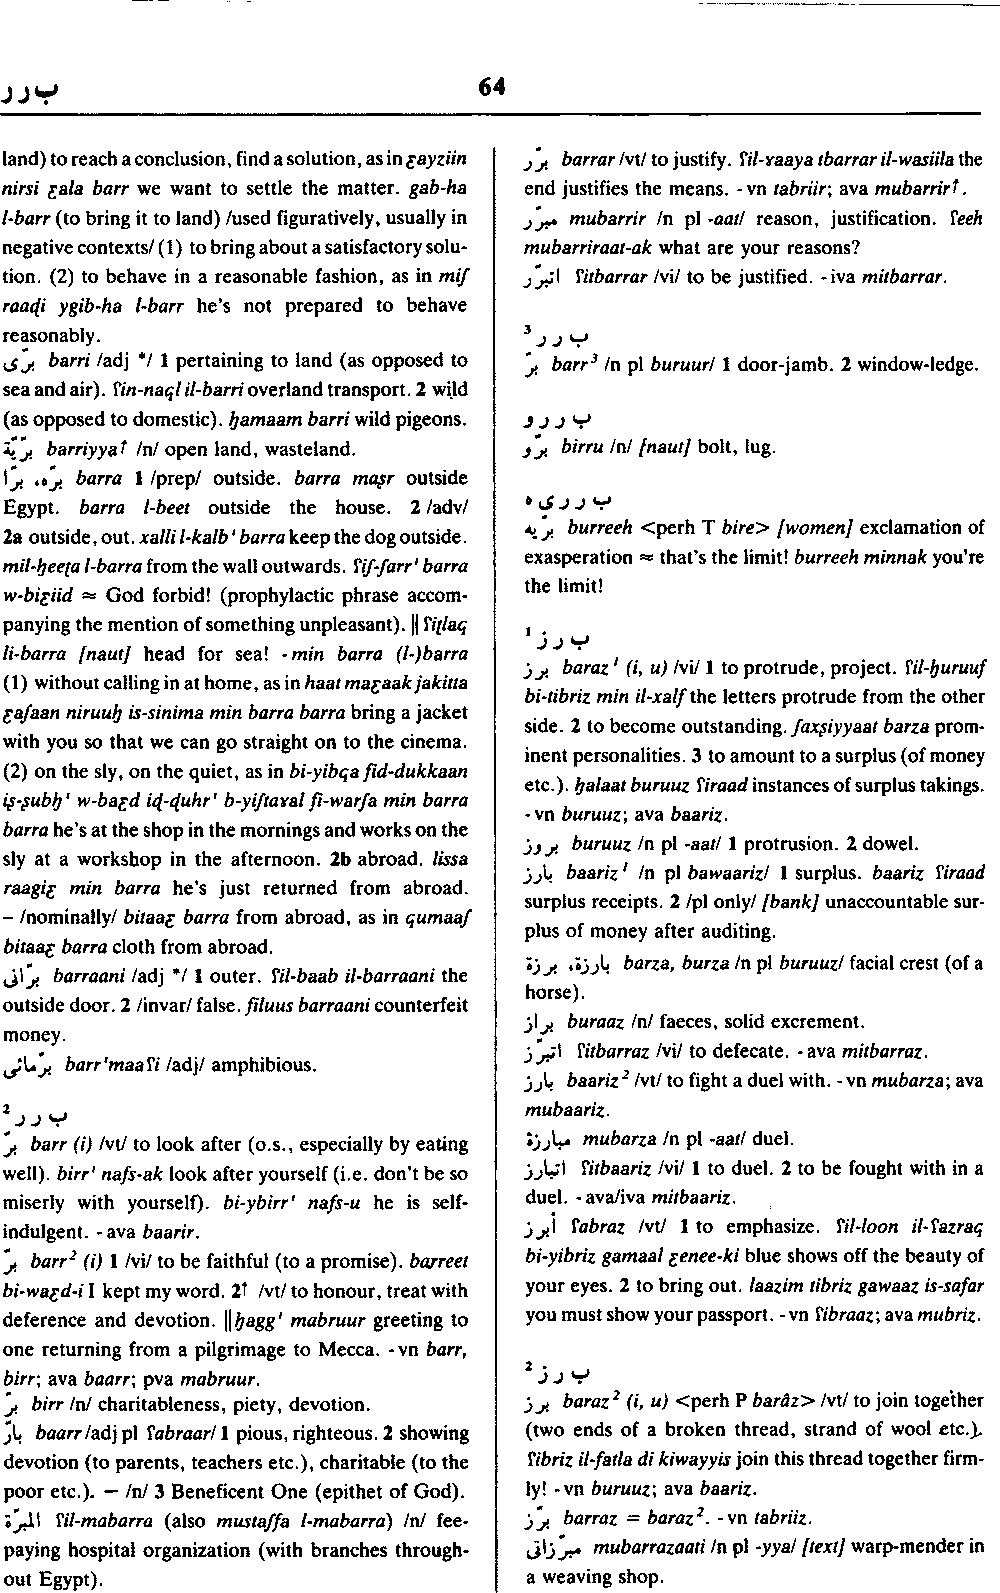 ب ر ر
64
land) to reach a conclusion, find a solution, as in ƹayziin
nirsi ƹala barr we want to settle the matter. gab-ha
l-barr (to bring it to land) /used figuratively, usually in
negative contexts/ (1) to bring about a satisfactory solu-
tion. (2) to behave in a reasonable fashion, as in miʃ
raaḍi ygib-ha l-barr he's not prepared to behave
reasonably.
برّى barri /adj */ 1 pertaining to land (as opposed to
sea and air). ʕin-naql il-barri overland transport. 2 wild
(as opposed to domestic). ḥamaam barri wild pigeons.
برّيّة barriyya↑ /n/ open land, wasteland.
برّه، برّا barra 1 /prep/ outside. barra maṣr outside
Egypt. barra l-beet outside the house. 2 /adv/
2a outside, out. xalli l-kalb' barra keep the dog outside.
mil-ḥeeṭa l-barra from the wall outwards. ʕiʃ-ʃarr' barra
w-biƹiid ≈ God forbid! (prophylactic phrase accom-
panying the mention of something unpleasant). || ʕiṭlaq
li-barra [naut] head for sea! -min barra (l-)barra
(1) without calling in at home, as in haat maƹaak jakitta
ƹaʃaan niruuḥ is-sinima min barra barra bring a jacket
with you so that we can go straight on to the cinema.
(2) on the sly, on the quiet, as in bi-yibqa fid-dukkaan
iṣ-ṣubḥ' w-baƹd iḍ-ḍuhr' b-yiʃtaɣal fi-warʃa min barra
barra he's at the shop in the mornings and works on the
sly at a workshop in the afternoon. 2b abroad. lissa
raagiƹ min barra he's just returned from abroad.
– /nominally/ bitaaƹ barra from abroad, as in qumaaʃ
bitaaƹ barra cloth from abroad.
برّانى barraani /adj */ 1 outer. ʕil-baab il-barraani the
outside door. 2 /invar/ false. filuus barraani counterfeit
money.
برّمائى barr'maaʕi /adj/ amphibious.
ب ر ر ²
برّ barr (i) /vt/ to look after (o.s., especially by eating
well). birr' nafs-ak look after yourself (i.e. don't be so
miserly with yourself). bi-ybirr' nafs-u he is self-
indulgent. -ava baarir.
برّ barr² (i) 1 /vi/ to be faithful (to a promise). barreet
bi-waƹd-i I kept my word. 2↑ /vt/ to honour, treat with
deference and devotion. || ḥagg' mabruur greeting to
one returning from a pilgrimage to Mecca. -vn barr,
birr; ava baarr; pva mabruur.
برّ birr /n/ charitableness, piety, devotion.
بارّ baarr /adj pl ʕabraar/ 1 pious, righteous. 2 showing
devotion (to parents, teachers etc.), charitable (to the
poor etc.). – /n/ 3 Beneficent One (epithet of God).
المبرّة ʕil-mabarra (also mustaʃfa l-mabarra) /n/ fee-
paying hospital organization (with branches through-
out Egypt).
برّر barrar /vt/ to justify. ʕil-ɣaaya tbarrar il-wasiila the
end justifies the means. -vn tabriir; ava mubarrir↑.
مبرّر mubarrir /n pl -aat/ reason, justification. ʕeeh
mubarriraat-ak what are your reasons?
اتبرّر ʕitbarrar /vi/ to be justified. -iva mitbarrar.
ب ر ر ³
برّ barr³ /n pl buruur/ 1 door-jamb. 2 window-ledge.
ب ر ر و
برّو birru /n/ [naut] bolt, lug.
ب ر ر ى ه
برّيه burreeh <perh T bire> [women] exclamation of
exasperation ≈ that's the limit! burreeh minnak you're
the limit!
ب ر ز ¹
برز baraz¹ (i, u) /vi/ 1 to protrude, project. ʕil-ḥuruuf
bi-tibriz min il-xalf the letters protrude from the other
side. 2 to become outstanding. ʃaxṣiyyaat barza prom-
inent personalities. 3 to amount to a surplus (of money
etc.). ḥalaat buruuz ʕiraad instances of surplus takings.
-vn buruuz; ava baariz.
بروز buruuz /n pl -aat/ 1 protrusion. 2 dowel.
بارز baariz¹ /n pl bawaariz/ 1 surplus. baariz ʕiraad
surplus receipts. 2 /pl only/ [bank] unaccountable sur-
plus of money after auditing.
بارزة، برزة barza, burza /n pl buruuz/ facial crest (of a
horse).
براز buraaz /n/ faeces, solid excrement.
اتبرّز ʕitbarraz /vi/ to defecate. -ava mitbarraz.
بارز baariz² /vt/ to fight a duel with. -vn mubarza; ava
mubaariz.
مبارزة mubarza /n pl -aat/ duel.
اتبارز ʕitbaariz /vi/ 1 to duel. 2 to be fought with in a
duel. -ava/iva mitbaariz.
أبرز ʕabraz /vt/ 1 to emphasize. ʕil-loon il-ʕazraq
bi-yibriz gamaal ƹenee-ki blue shows off the beauty of
your eyes. 2 to bring out. laazim tibriz gawaaz is-safar
you must show your passport. -vn ʕibraaz; ava mubriz.
ب ر ز ²
برز baraz² (i, u) <perh P barâz> /vt/ to join together
(two ends of a broken thread, strand of wool etc.).
ʕibriz il-fatla di kiwayyis join this thread together firm-
ly! -vn buruuz; ava baariz.
برّز barraz = baraz². -vn tabriiz.
مبرّزاتى mubarrazaati /n pl -yya/ [text] warp-mender in
a weaving shop.